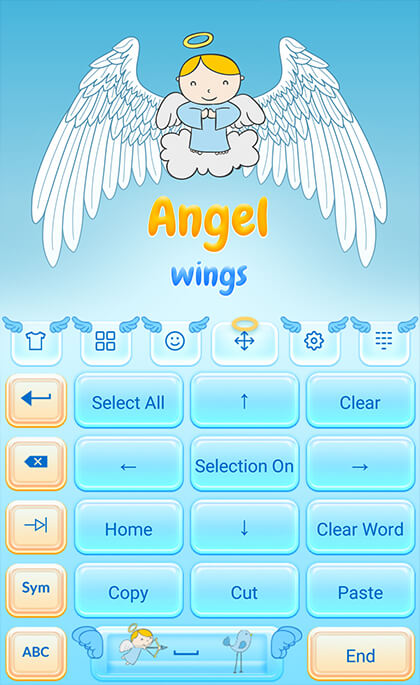 Angel
wings
Select All ↑ Clear
← Selection On →
Home ↓ Clear Word
Sym Copy Cut Paste
ABC End